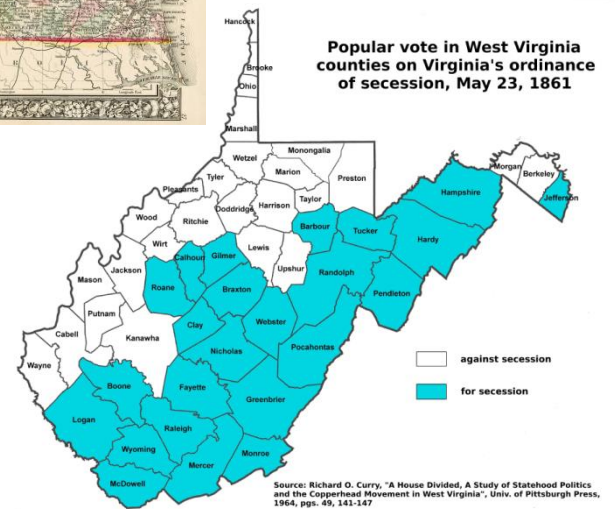 Popular vote in West Virginia
counties on Virginia's ordinance
of secession, May 23, 1861
Hancock
Brooke
Ohio
Marshall
Wetzel
Monongalia
Marion
Preston
Morgan
Berkeley
Jefferson
Hampshire
Tyler
Pleasants
Doddridge
Harrison
Taylor
Wood
Ritchie
Barbour
Tucker
Hardy
Wirt
Lewis
Calhoun
Gilmer
Upshur
Randolph
Jackson
Mason
Roane
Braxton
Pendleton
Putnam
Clay
Webster
Cabell
Kanawha
Nicholas
Pocahontas
Wayne
Boone
Fayette
Greenbrier
Logan
Raleigh
Wyoming
Mercer
Monroe
McDowell
against secession
for secession
Source: Richard O. Curry, "A House Divided, A Study of Statehood Politics
and the Copperhead Movement in West Virginia", Univ. of Pittsburgh Press,
1964, pgs. 49, 141-147